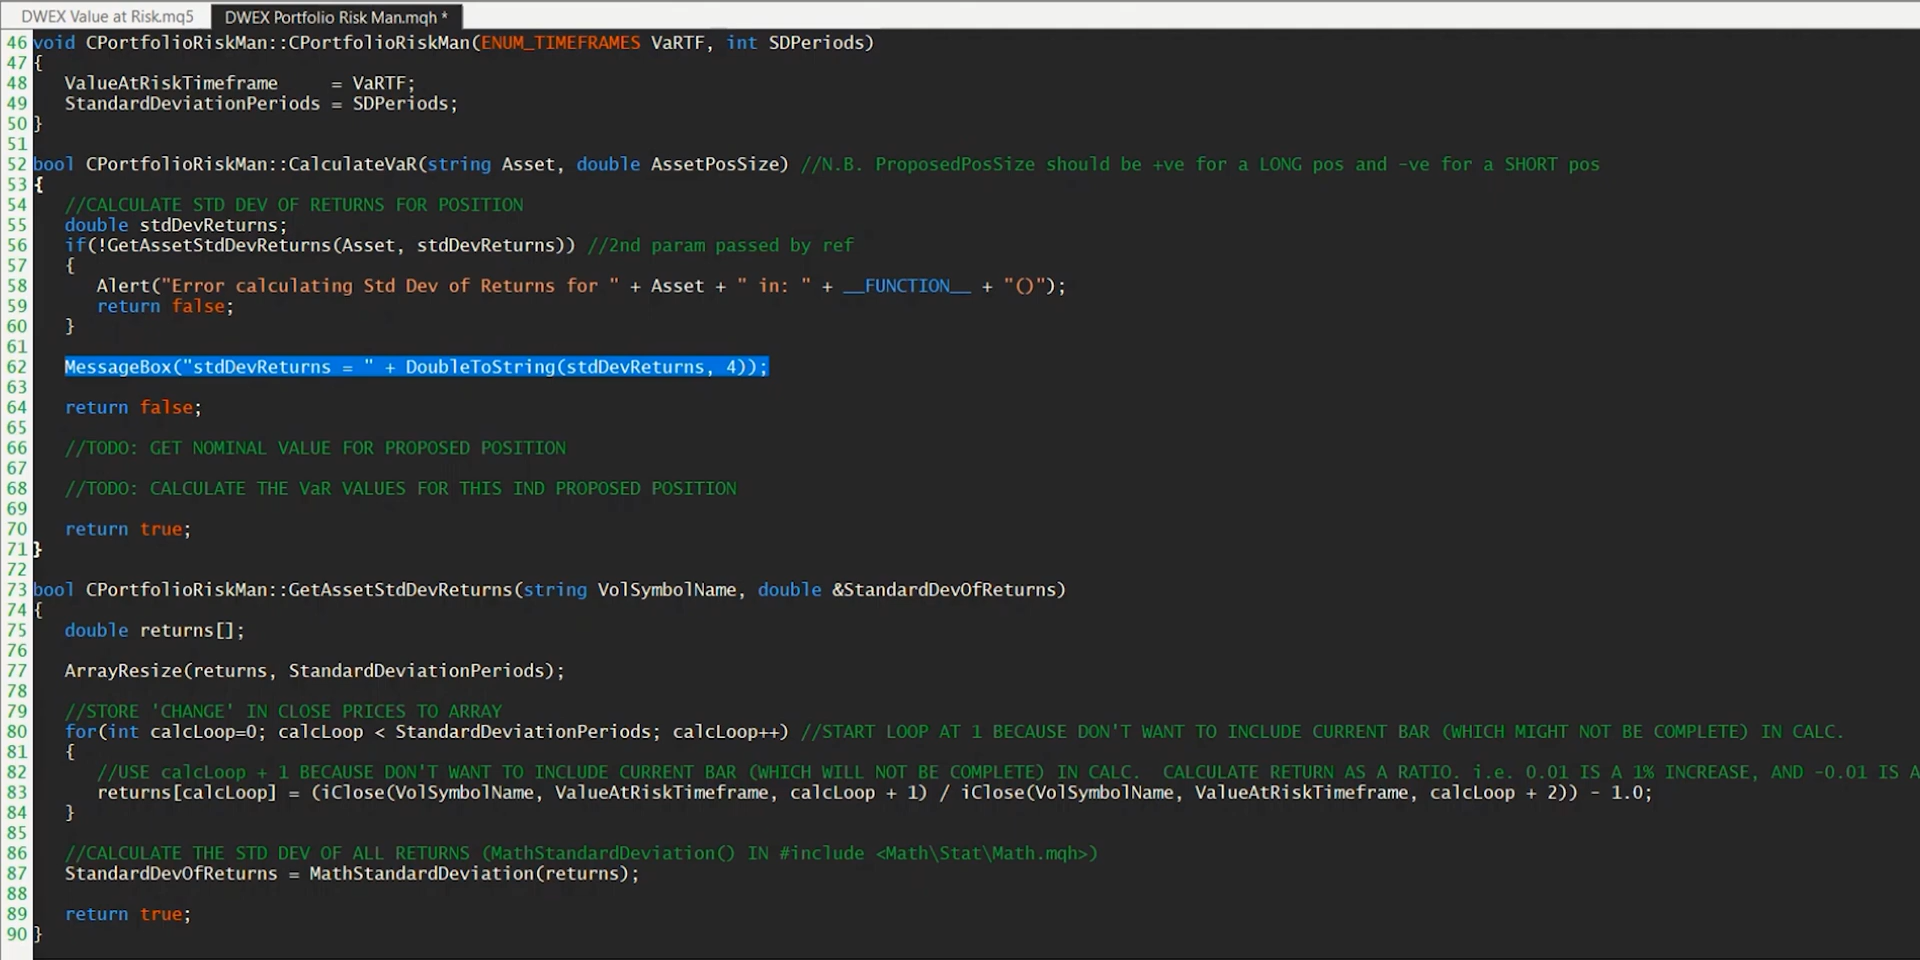 DWEX Value at Risk.mq5 DWEX Portfolio Risk Man.mqh *
46 void CPortfolioRiskMan::CPortfolioRiskMan(ENUM_TIMEFRAMES VaRTF, int SDPeriods)
47 {
48 ValueAtRiskTimeframe = VaRTF;
49 StandardDeviationPeriods = SDPeriods;
50 }
51
52 bool CPortfolioRiskMan::CalculateVaR(string Asset, double AssetPosSize) //N.B. ProposedPosSize should be +ve for a LONG pos and -ve for a SHORT pos
53 {
54 //CALCULATE STD DEV OF RETURNS FOR POSITION
55 double stdDevReturns;
56 if(!GetAssetStdDevReturns(Asset, stdDevReturns)) //2nd param passed by ref
57 {
58 Alert("Error calculating Std Dev of Returns for " + Asset + " in: " + __FUNCTION__ + "()");
59 return false;
60 }
61
62 MessageBox("stdDevReturns = " + DoubleToString(stdDevReturns, 4));
63
64 return false;
65
66 //TODO: GET NOMINAL VALUE FOR PROPOSED POSITION
67
68 //TODO: CALCULATE THE VaR VALUES FOR THIS IND PROPOSED POSITION
69
70 return true;
71 }
72
73 bool CPortfolioRiskMan::GetAssetStdDevReturns(string VolSymbolName, double &StandardDevOfReturns)
74 {
75 double returns[];
76
77 ArrayResize(returns, StandardDeviationPeriods);
78
79 //STORE 'CHANGE' IN CLOSE PRICES TO ARRAY
80 for(int calcLoop=0; calcLoop < StandardDeviationPeriods; calcLoop++) //START LOOP AT 1 BECAUSE DON'T WANT TO INCLUDE CURRENT BAR (WHICH MIGHT NOT BE COMPLETE) IN CALC.
81 {
82 //USE calcLoop + 1 BECAUSE DON'T WANT TO INCLUDE CURRENT BAR (WHICH WILL NOT BE COMPLETE) IN CALC. CALCULATE RETURN AS A RATIO. i.e. 0.01 IS A 1% INCREASE, AND -0.01 IS A
83 returns[calcLoop] = (iClose(VolSymbolName, ValueAtRiskTimeframe, calcLoop + 1) / iClose(VolSymbolName, ValueAtRiskTimeframe, calcLoop + 2)) - 1.0;
84 }
85
86 //CALCULATE THE STD DEV OF ALL RETURNS (MathStandardDeviation() IN #include <Math\Stat\Math.mqh>)
87 StandardDevOfReturns = MathStandardDeviation(returns);
88
89 return true;
90 }